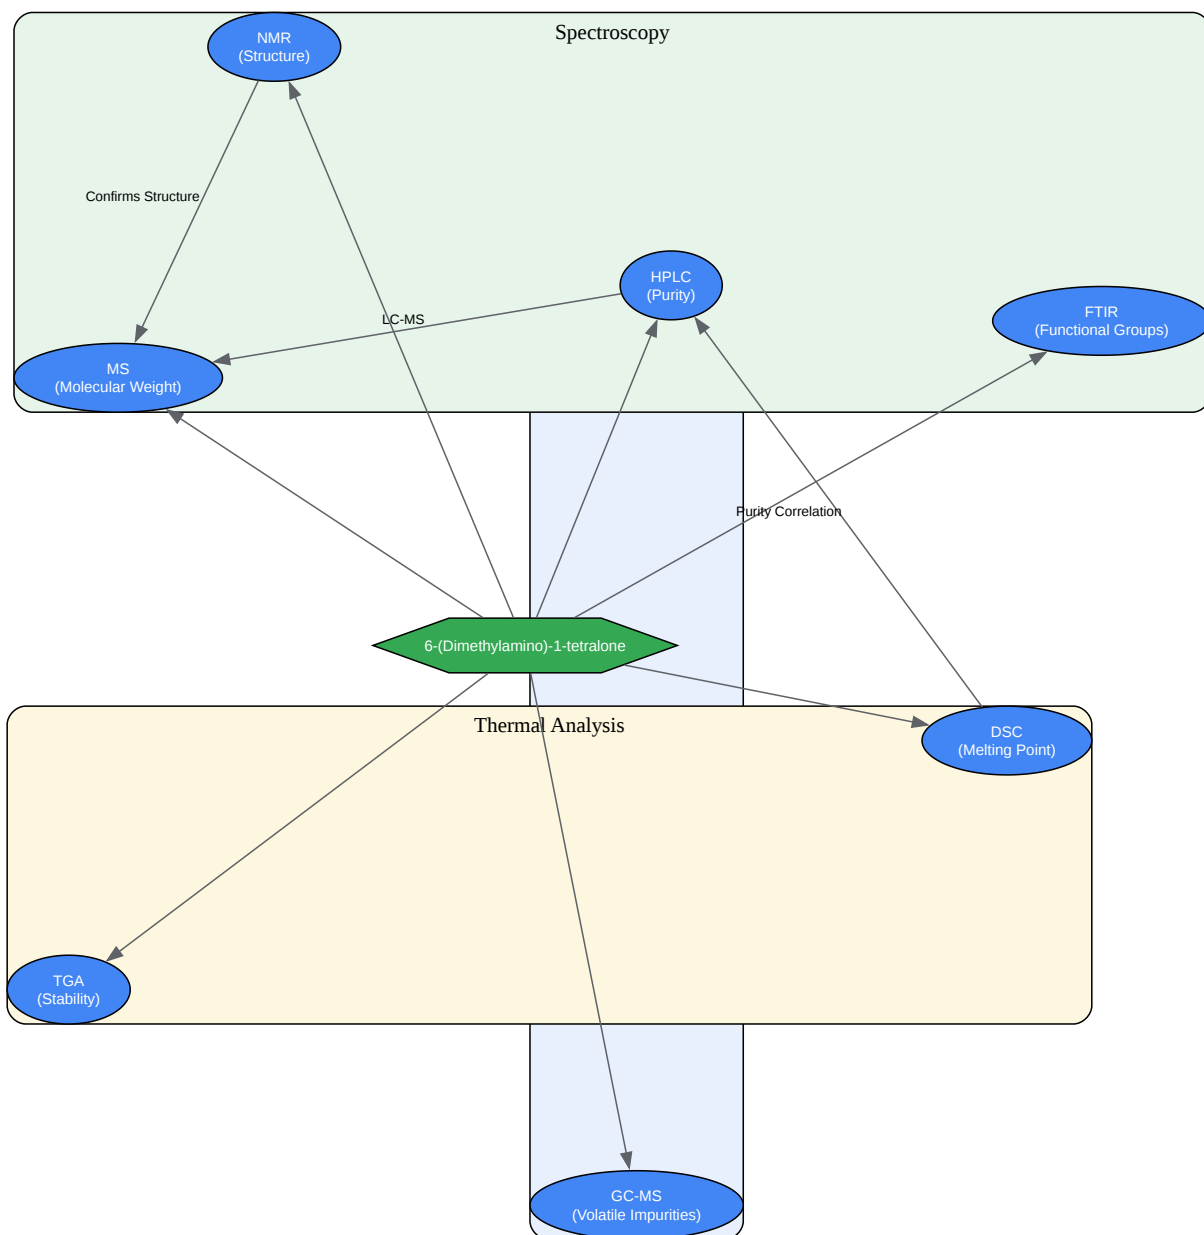 Spectroscopy
NMR
(Structure)
Confirms Structure
HPLC
(Purity)
FTIR
(Functional Groups)
LC-MS
MS
(Molecular Weight)
Purity Correlation
6-(Dimethylamino)-1-tetralone
Thermal Analysis
DSC
(Melting Point)
TGA
(Stability)
GC-MS
(Volatile Impurities)